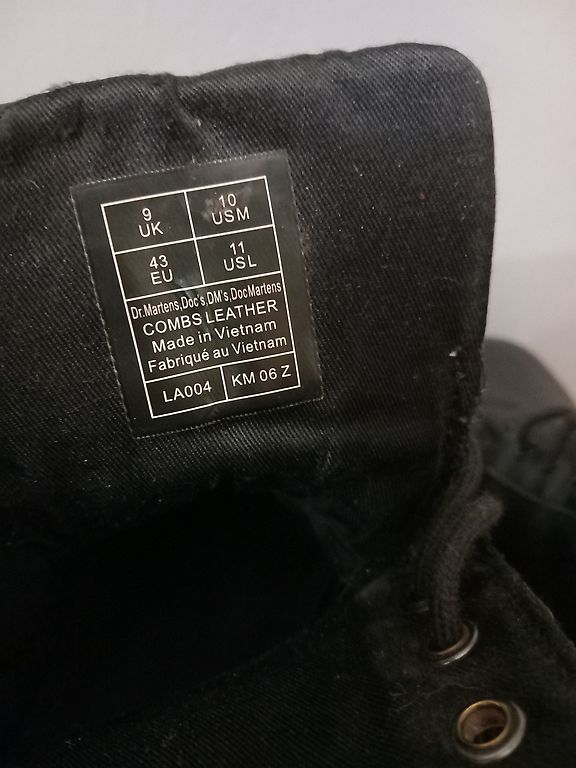 9
UK
10
USM
43
EU
11
USL
Dr.Martens,Doc's,DM's,DocMartens
COMBS LEATHER
Made in Vietnam
Fabriqué au Vietnam
LA004
KM 06 Z